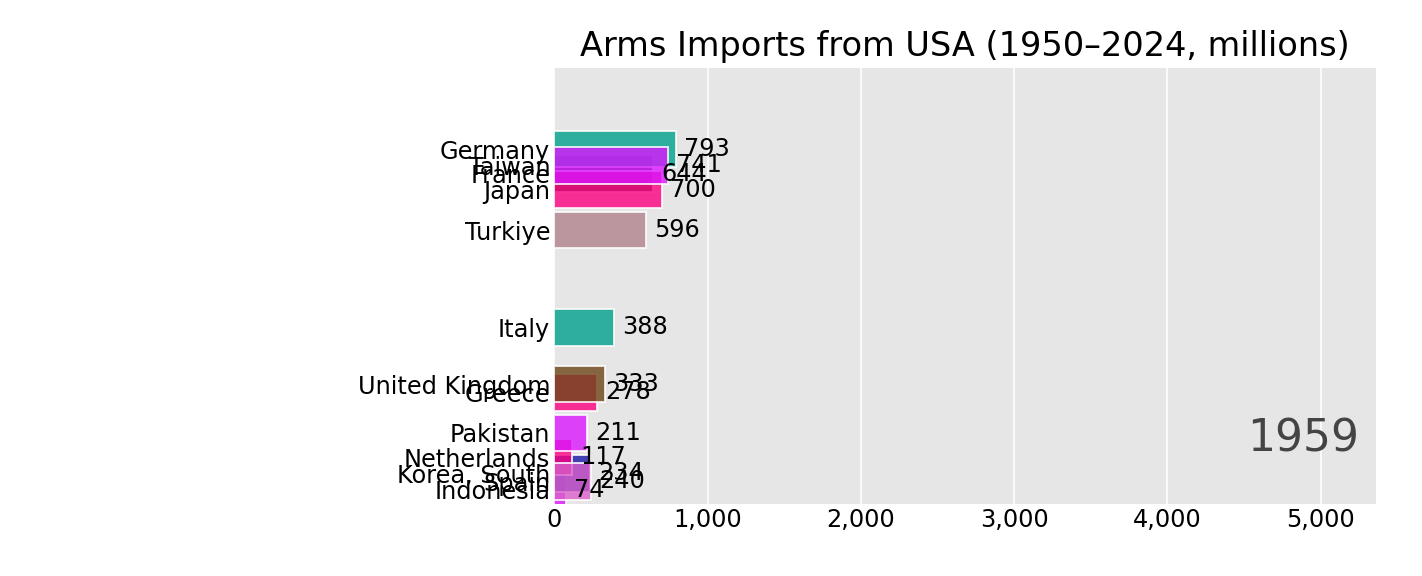 Arms Imports from USA (1950–2024, millions)
Germany 793
Taiwan 741
France 644
Japan 700
Turkiye 596
Italy 388
United Kingdom 333
Greece 278
Pakistan 211
Netherlands 117
Korea, South 234
Spain 240
Indonesia 74
1959
0 1,000 2,000 3,000 4,000 5,000